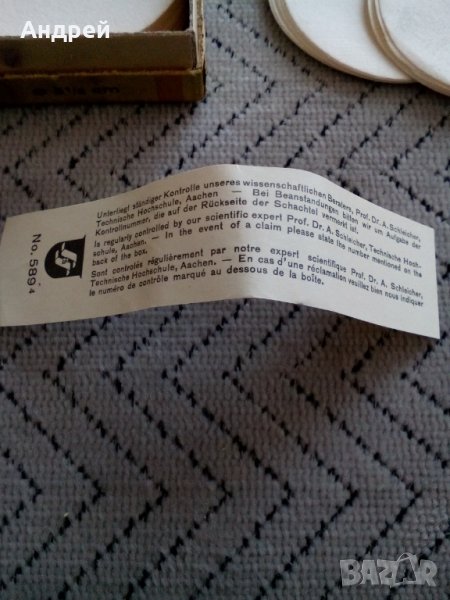 Андрей
Unterliegt ständiger Kontrolle unseres wissenschaftlichen Beraters, Prof. Dr. A. Schleicher,
Technische Hochschule, Aachen — Bei Beanstandungen bitten wir um Aufgabe der
Kontrollnummer, die auf der Rückseite der Schachtel vermerkt ist.
Is regularly controlled by our scientific expert Prof. Dr. A. Schleicher, Technische Hoch-
schule, Aachen. — In the event of a claim please state the number mentioned on the
back of the box.
Sont contrôlés régulièrement par notre expert scientifique Prof. Dr. A. Schleicher,
Technische Hochschule, Aachen. — En cas d'une réclamation veuillez bien nous indiquer
le numéro de contrôle marqué au dessous de la boîte.
No. 5894
BAZAR